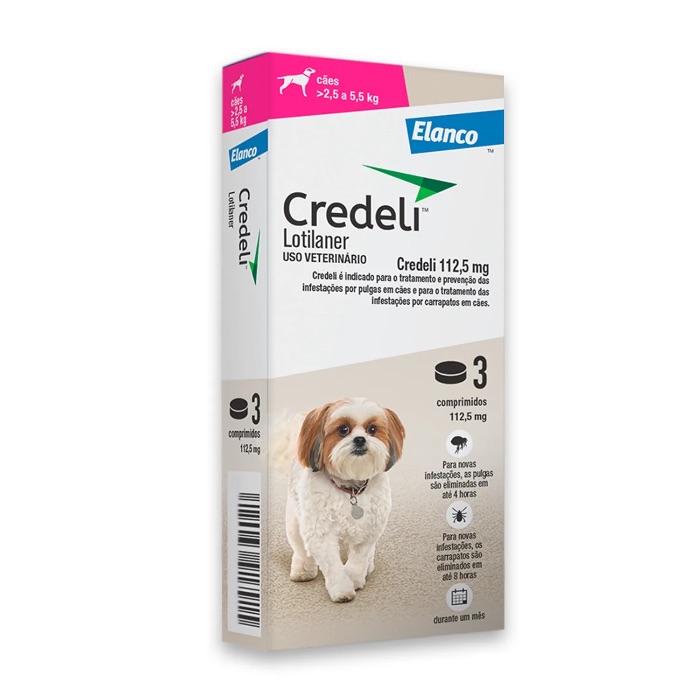 cães
>2,5 a 5,5 kg
Elanco
™
Credeli™
Lotilaner
USO VETERINÁRIO
Credeli 112,5 mg
Credeli é indicado para o tratamento e prevenção das
infestações por pulgas em cães e para o tratamento das
infestações por carrapatos em cães.
3
comprimidos
112,5 mg
Para novas
infestações, as pulgas
são eliminadas em
até 4 horas
Para novas
infestações, os
carrapatos são
eliminados em
até 8 horas
durante um mês
cães
>2,5 a
5,5 kg
Elanco
Credeli
Lotilaner
3
comprimidos
112,5 mg